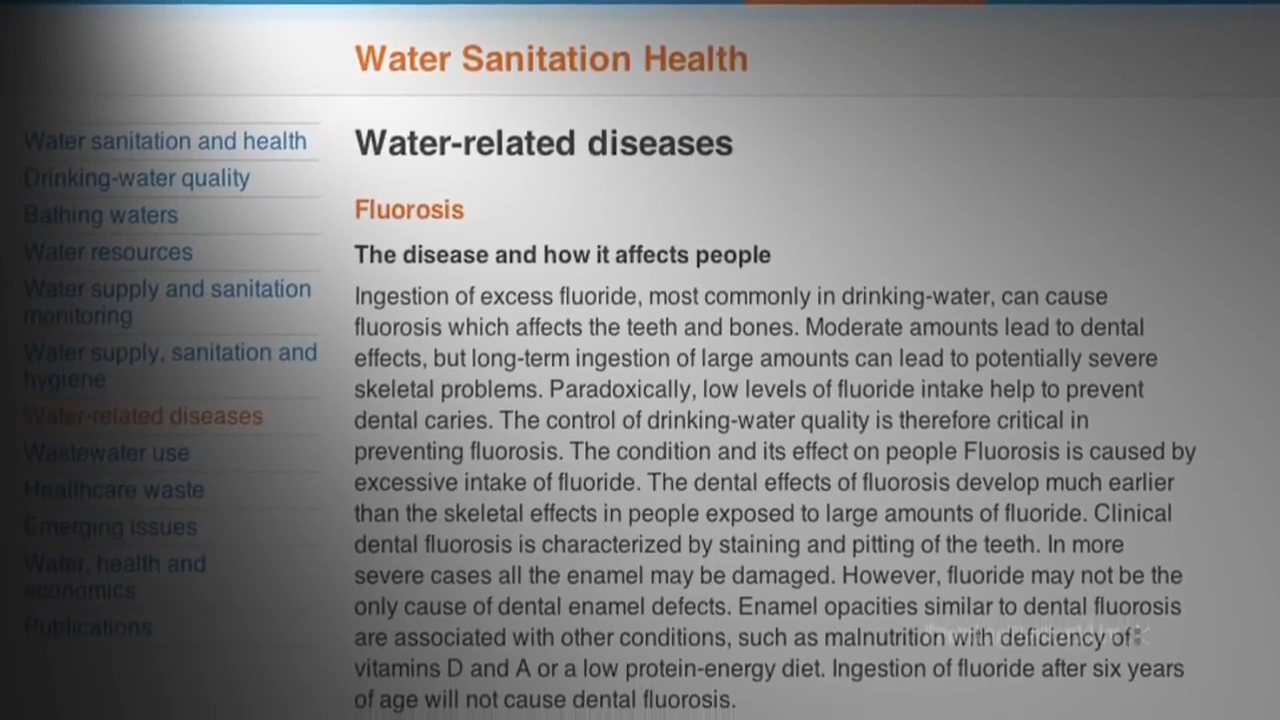 Water Sanitation Health
Water sanitation and health
Drinking-water quality
Bathing waters
Water resources
Water supply and sanitation
monitoring
Water supply, sanitation and
hygiene
Water-related diseases
Wastewater use
Healthcare waste
Emerging issues
Water, health and
economics
Publications
Water-related diseases
Fluorosis
The disease and how it affects people
Ingestion of excess fluoride, most commonly in drinking-water, can cause
fluorosis which affects the teeth and bones. Moderate amounts lead to dental
effects, but long-term ingestion of large amounts can lead to potentially severe
skeletal problems. Paradoxically, low levels of fluoride intake help to prevent
dental caries. The control of drinking-water quality is therefore critical in
preventing fluorosis. The condition and its effect on people Fluorosis is caused by
excessive intake of fluoride. The dental effects of fluorosis develop much earlier
than the skeletal effects in people exposed to large amounts of fluoride. Clinical
dental fluorosis is characterized by staining and pitting of the teeth. In more
severe cases all the enamel may be damaged. However, fluoride may not be the
only cause of dental enamel defects. Enamel opacities similar to dental fluorosis
are associated with other conditions, such as malnutrition with deficiency of
vitamins D and A or a low protein-energy diet. Ingestion of fluoride after six years
of age will not cause dental fluorosis.